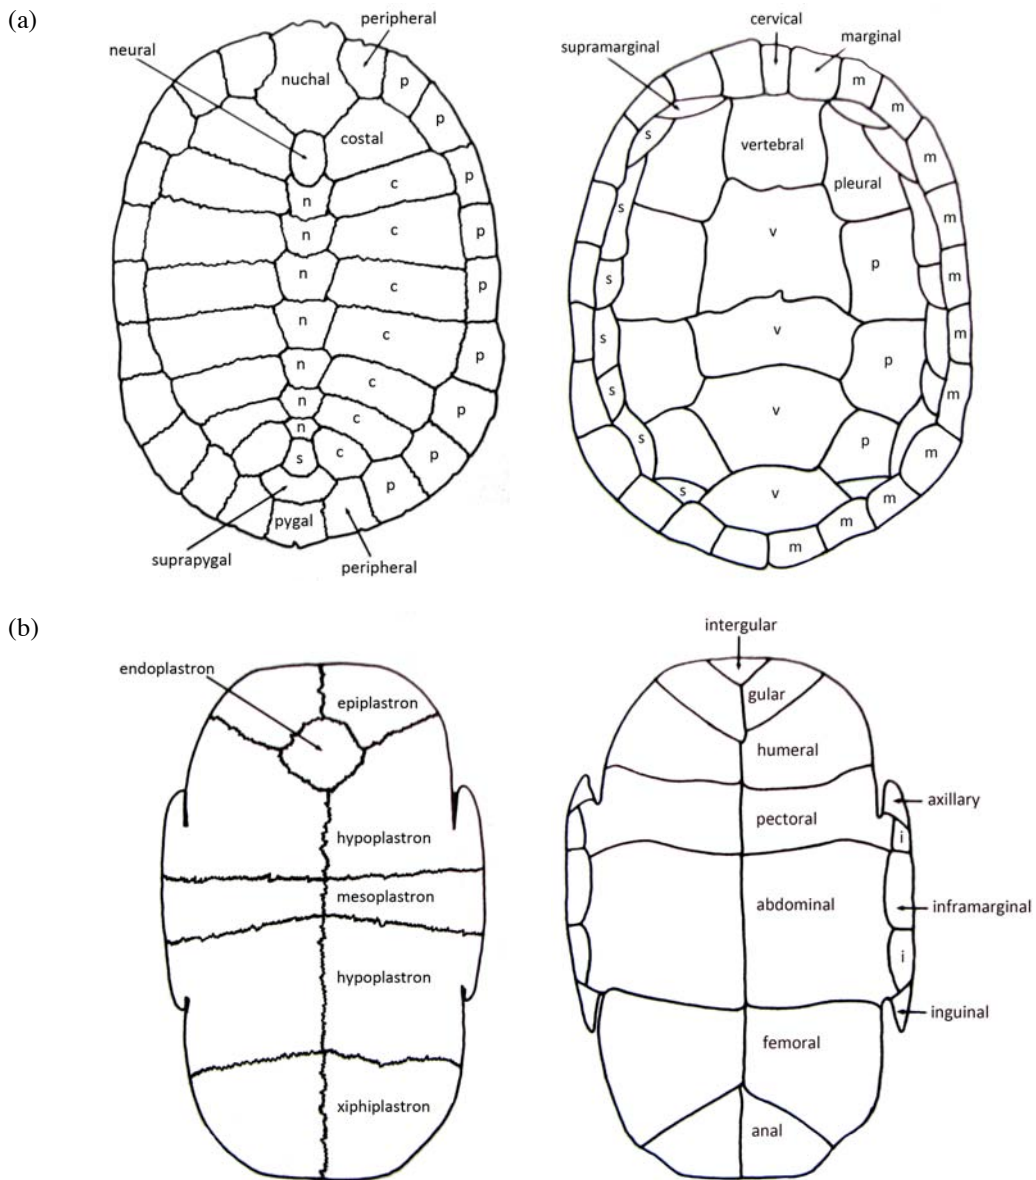 (a)
peripheral
neural
nuchal
p
p
costal
c
p
n
n
c
p
n
c
p
n
c
p
n
c
n
c
p
n
s
c
p
p
pygal
suprapygal
peripheral
cervical
supramarginal
marginal
m
m
s
vertebral
m
pleural
s
m
v
p
s
m
s
v
m
p
s
m
v
s
p
m
s
v
m
m
m
(b)
endoplastron
epiplastron
hypoplastron
mesoplastron
hypoplastron
xiphiplastron
intergular
gular
humeral
axillary
pectoral
i
abdominal
inframarginal
i
inguinal
femoral
anal